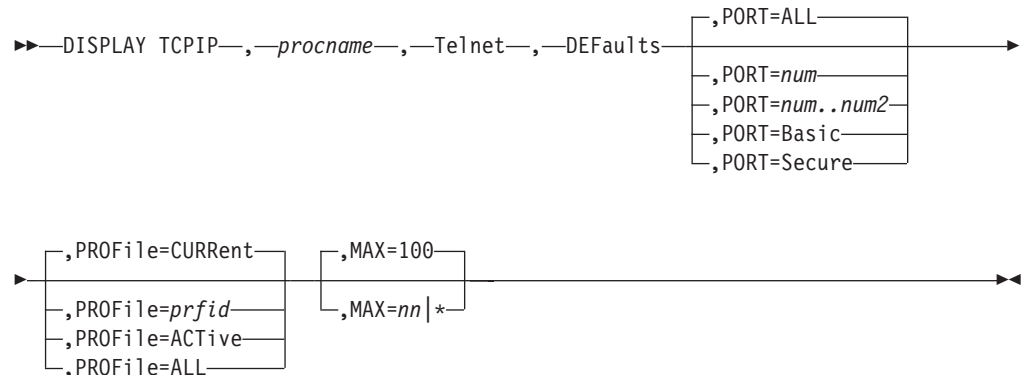 ,PORT=ALL
DISPLAY TCPIP , procname , Telnet , DEFaults
,PORT=num
,PORT=num..num2
,PORT=Basic
,PORT=Secure
,PROFile=CURRent ,MAX=100
,PROFile=prfid ,MAX=nn|*
,PROFile=ACTive
,PROFile=ALL